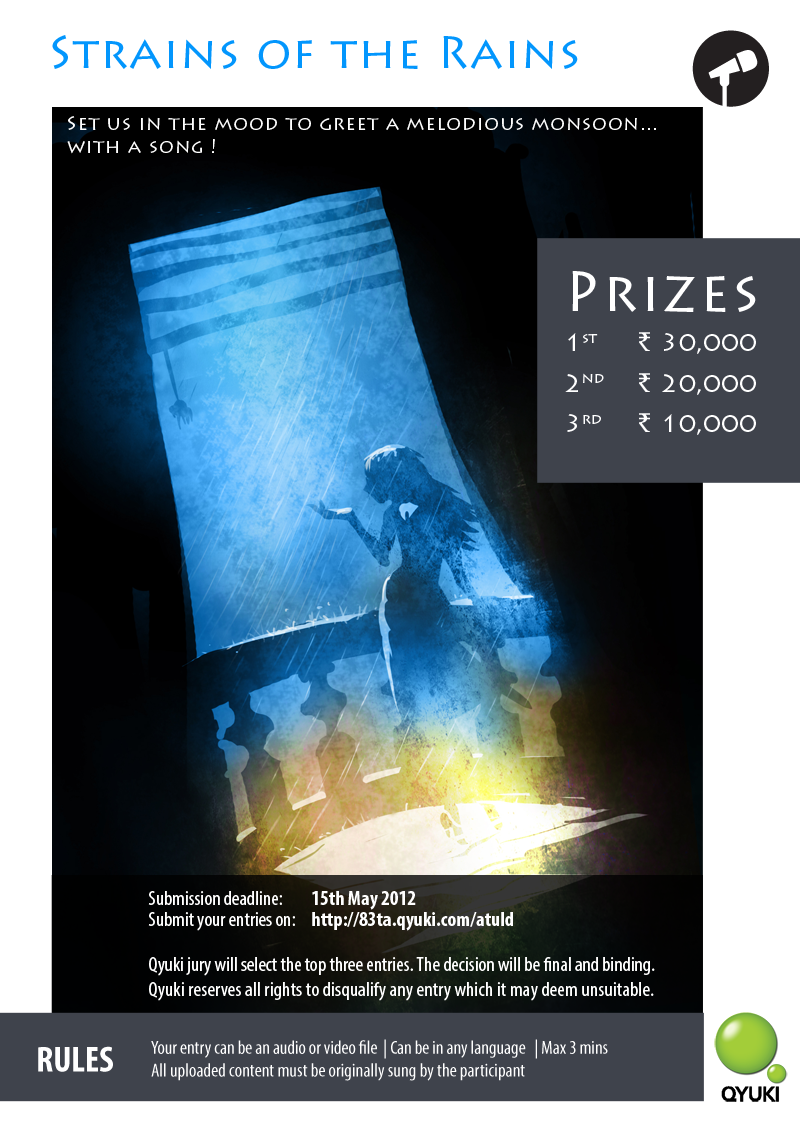 Strains of the Rains
Set us in the mood to greet a melodious monsoon...
with a song !
Prizes
1st ₹ 30,000
2nd ₹ 20,000
3rd ₹ 10,000
Submission deadline: 15th May 2012
Submit your entries on: http://83ta.qyuki.com/atuld
Qyuki jury will select the top three entries. The decision will be final and binding.
Qyuki reserves all rights to disqualify any entry which it may deem unsuitable.
RULES
Your entry can be an audio or video file | Can be in any language | Max 3 mins
All uploaded content must be originally sung by the participant
QYUKI